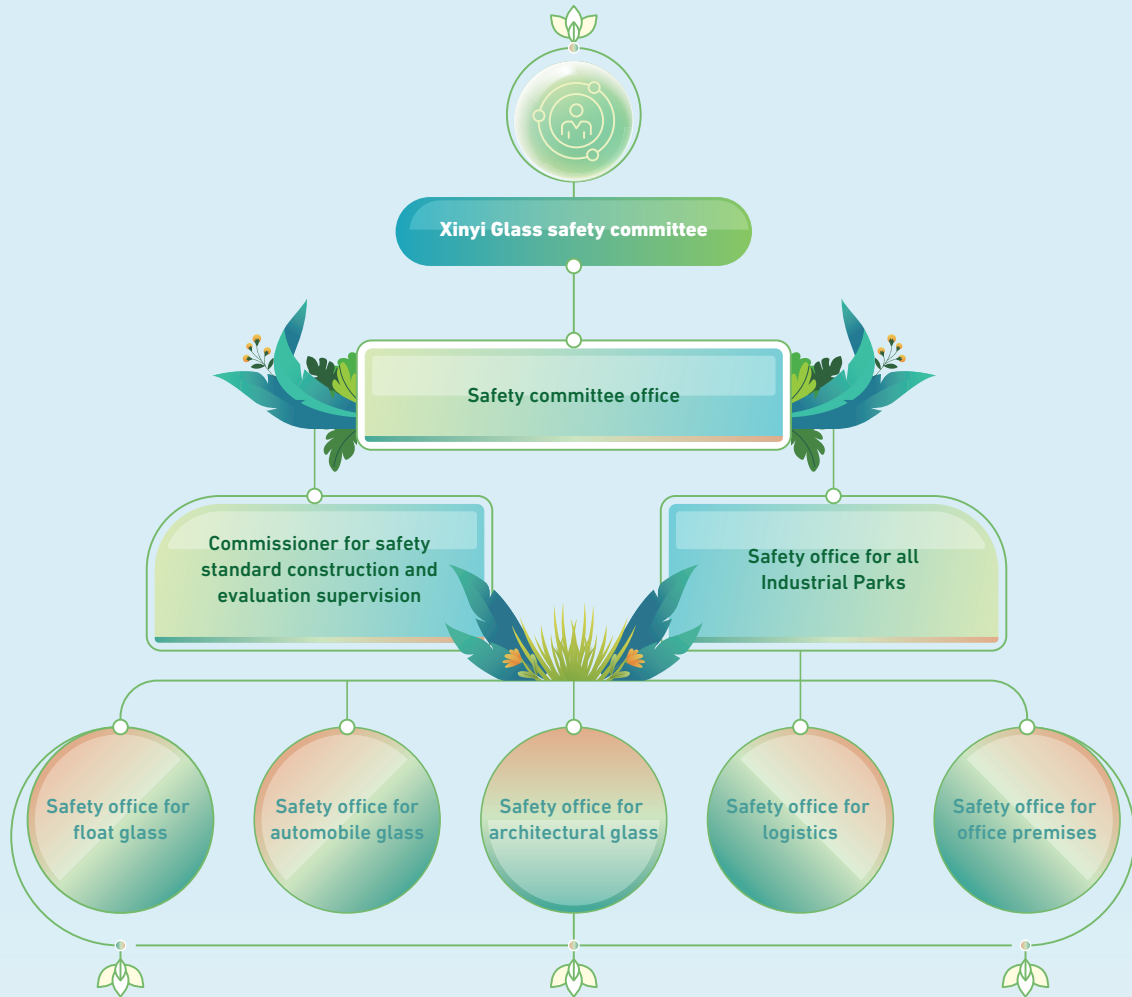 Xinyi Glass safety committee
Safety committee office
Commissioner for safety
standard construction and
evaluation supervision
Safety office for all
Industrial Parks
Safety office for
float glass
Safety office for
automobile glass
Safety office for
architectural glass
Safety office for
logistics
Safety office for
office premises